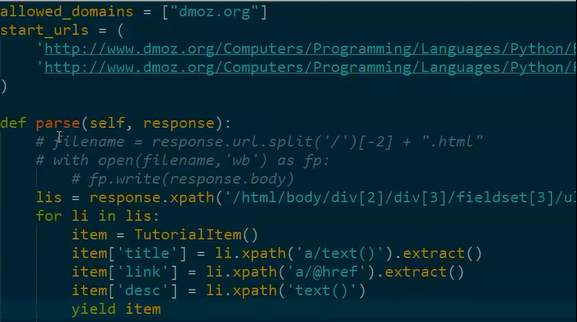 allowed_domains = ["dmoz.org"]
start_urls = (
    'http://www.dmoz.org/Computers/Programming/Languages/Python/
    'http://www.dmoz.org/Computers/Programming/Languages/Python/
)
def parse(self, response):
    # filename = response.url.split('/')[-2] + ".html"
    # with open(filename,'wb') as fp:
        # fp.write(response.body)
    lis = response.xpath('/html/body/div[2]/div[3]/fieldset[3]/u
    for li in lis:
        item = TutorialItem()
        item['title'] = li.xpath('a/text()').extract()
        item['link'] = li.xpath('a/@href').extract()
        item['desc'] = li.xpath('text()')
        yield item